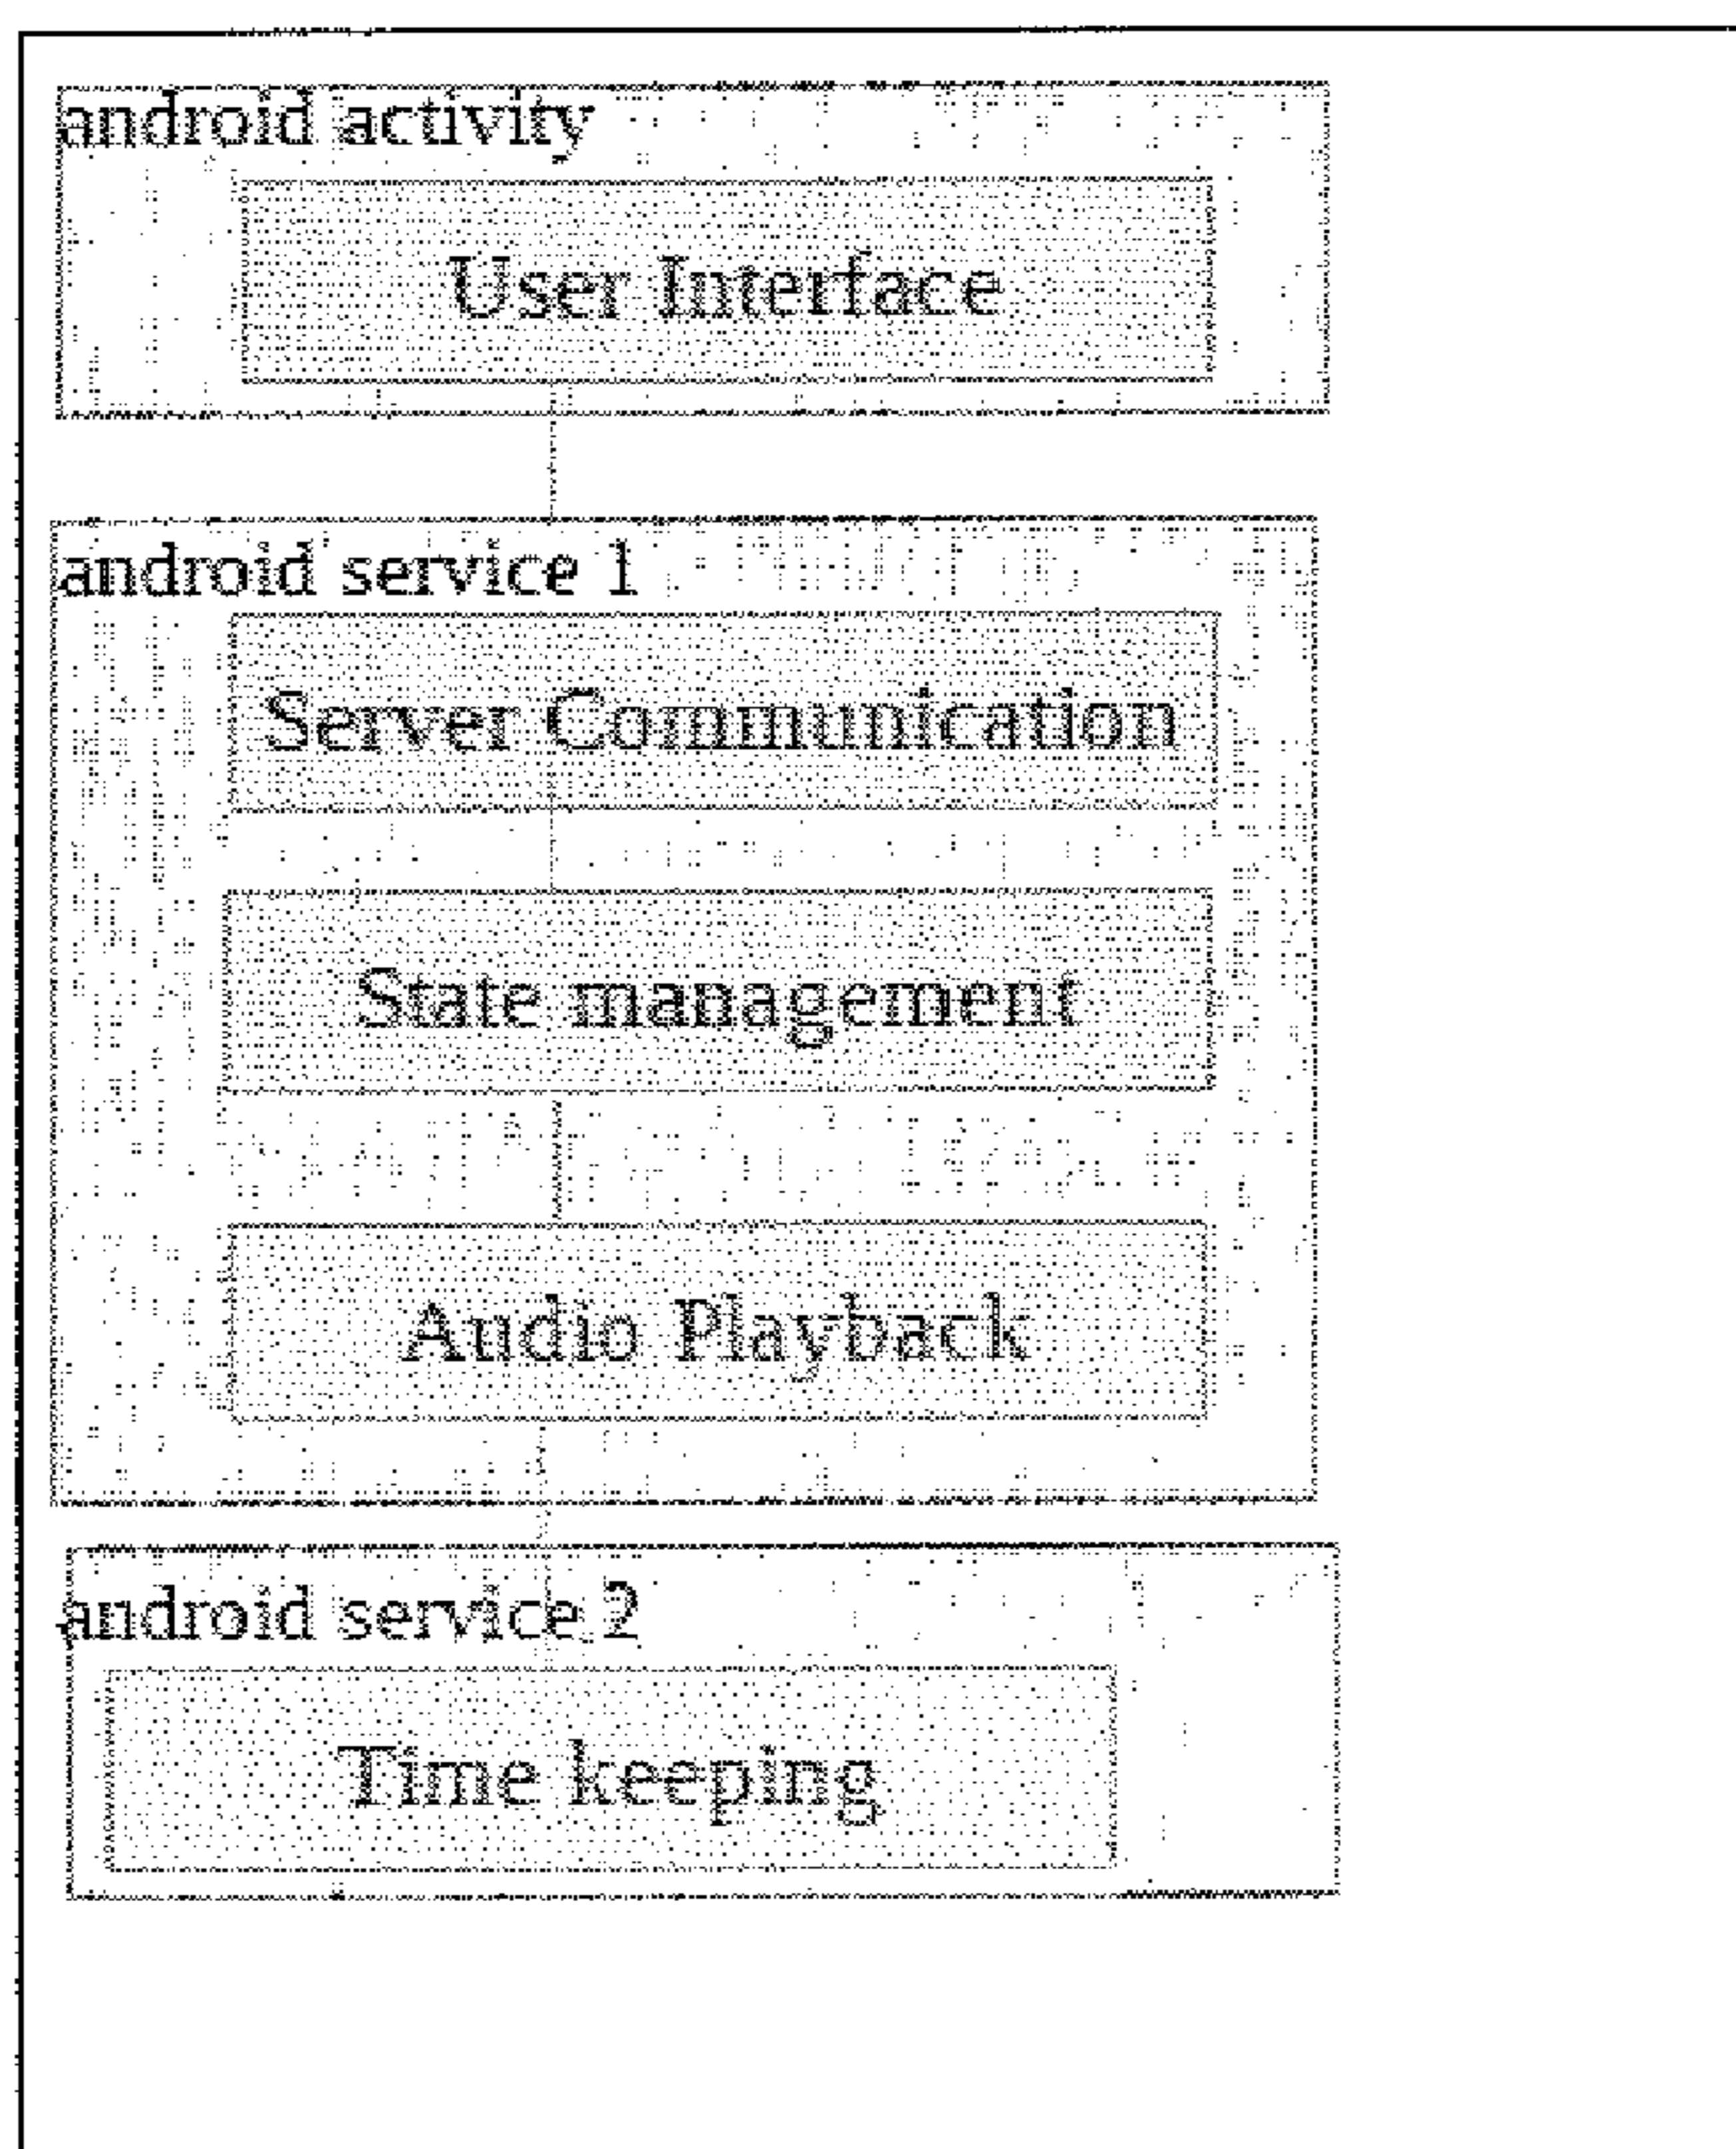 android activity
User Interface
android service 1
Server Communication
State management
Audio Playback
android service 2
Time keeping